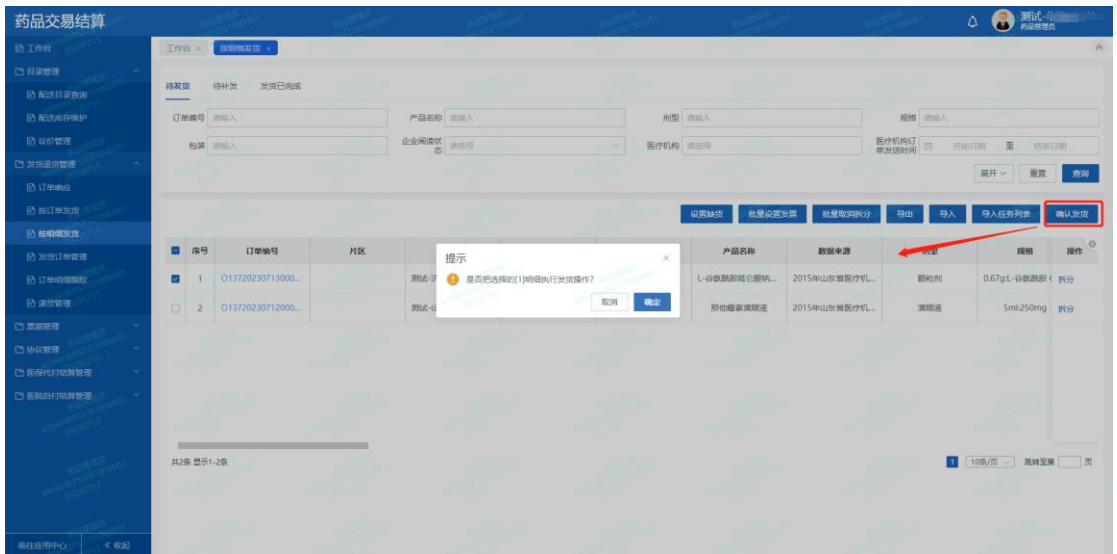 药品交易结算
测试-
药品管理员
工作台
工作台 ×
按明细发货 ×
目录管理
配送目录查询
配送库存维护
议价管理
发货退货管理
订单响应
按订单发货
按明细发货
发货订单管理
订单明细跟踪
退货管理
票据管理
协议管理
医保代付结算管理
医院自付结算管理
前往应用中心
收起
待发货 待补发 发货已完成
订单编号 请输入 产品名称 请输入 剂型 请输入 规格 请输入
包装 请输入 企业阅读状态 请选择 医疗机构 请选择 医疗机构订单发送时间 开始日期 至 结束日期
展开 重置 查询
设置缺货 批量设置发票 批量取消拆分 导出 导入 导入任务列表 确认发货
序号 订单编号 片区 产品名称 数据来源 剂型 规格 操作
1 O13720230713000... 测试- L-谷氨酰胺呱仑酸钠... 2015年山东省医疗机... 颗粒剂 0.67g:L-谷氨酰胺 拆分
2 O13720230712000... 测试- 那他霉素滴眼液 2015年山东省医疗机... 滴眼液 5ml:250mg 拆分
提示 ×
是否把选择的[1]明细执行发货操作?
取消 确定
共2条 显示1-2条
1 10条/页 跳转至第 页